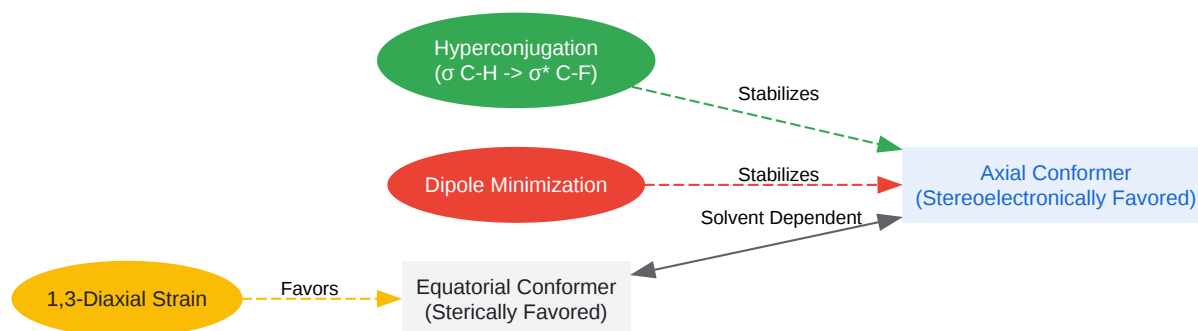 Hyperconjugation
(σ C-H -> σ* C-F)
Stabilizes
Dipole Minimization
Stabilizes
Axial Conformer
(Stereoelectronically Favored)
Solvent Dependent
1,3-Diaxial Strain
Favors
Equatorial Conformer
(Sterically Favored)